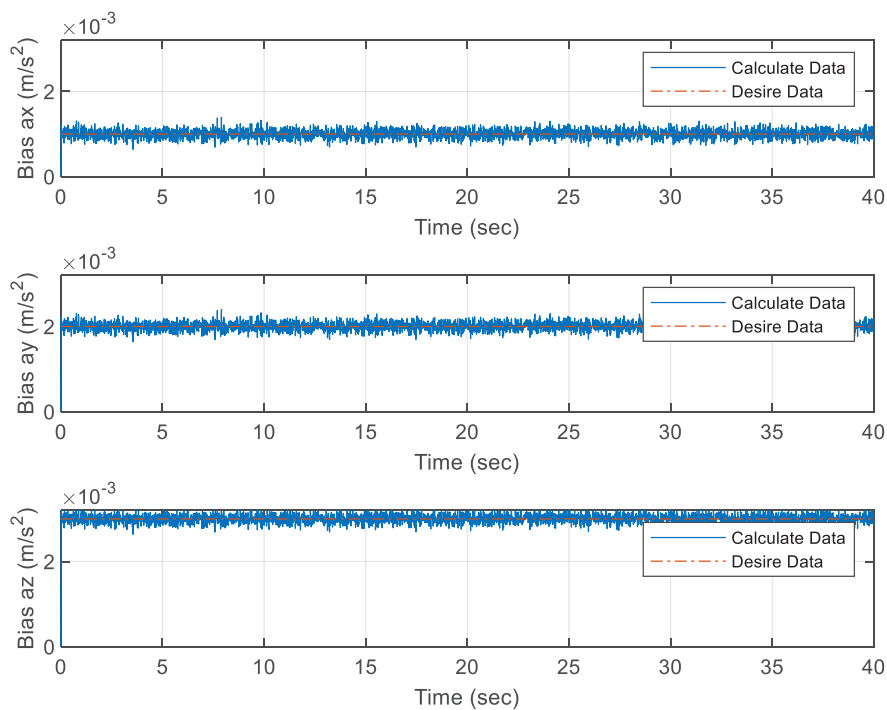 ×10⁻³
Bias ax (m/s²)
2
0
Calculate Data
Desire Data
0 5 10 15 20 25 30 35 40
Time (sec)
×10⁻³
Bias ay (m/s²)
2
0
Calculate Data
Desire Data
0 5 10 15 20 25 30 35 40
Time (sec)
×10⁻³
Bias az (m/s²)
2
0
Calculate Data
Desire Data
0 5 10 15 20 25 30 35 40
Time (sec)